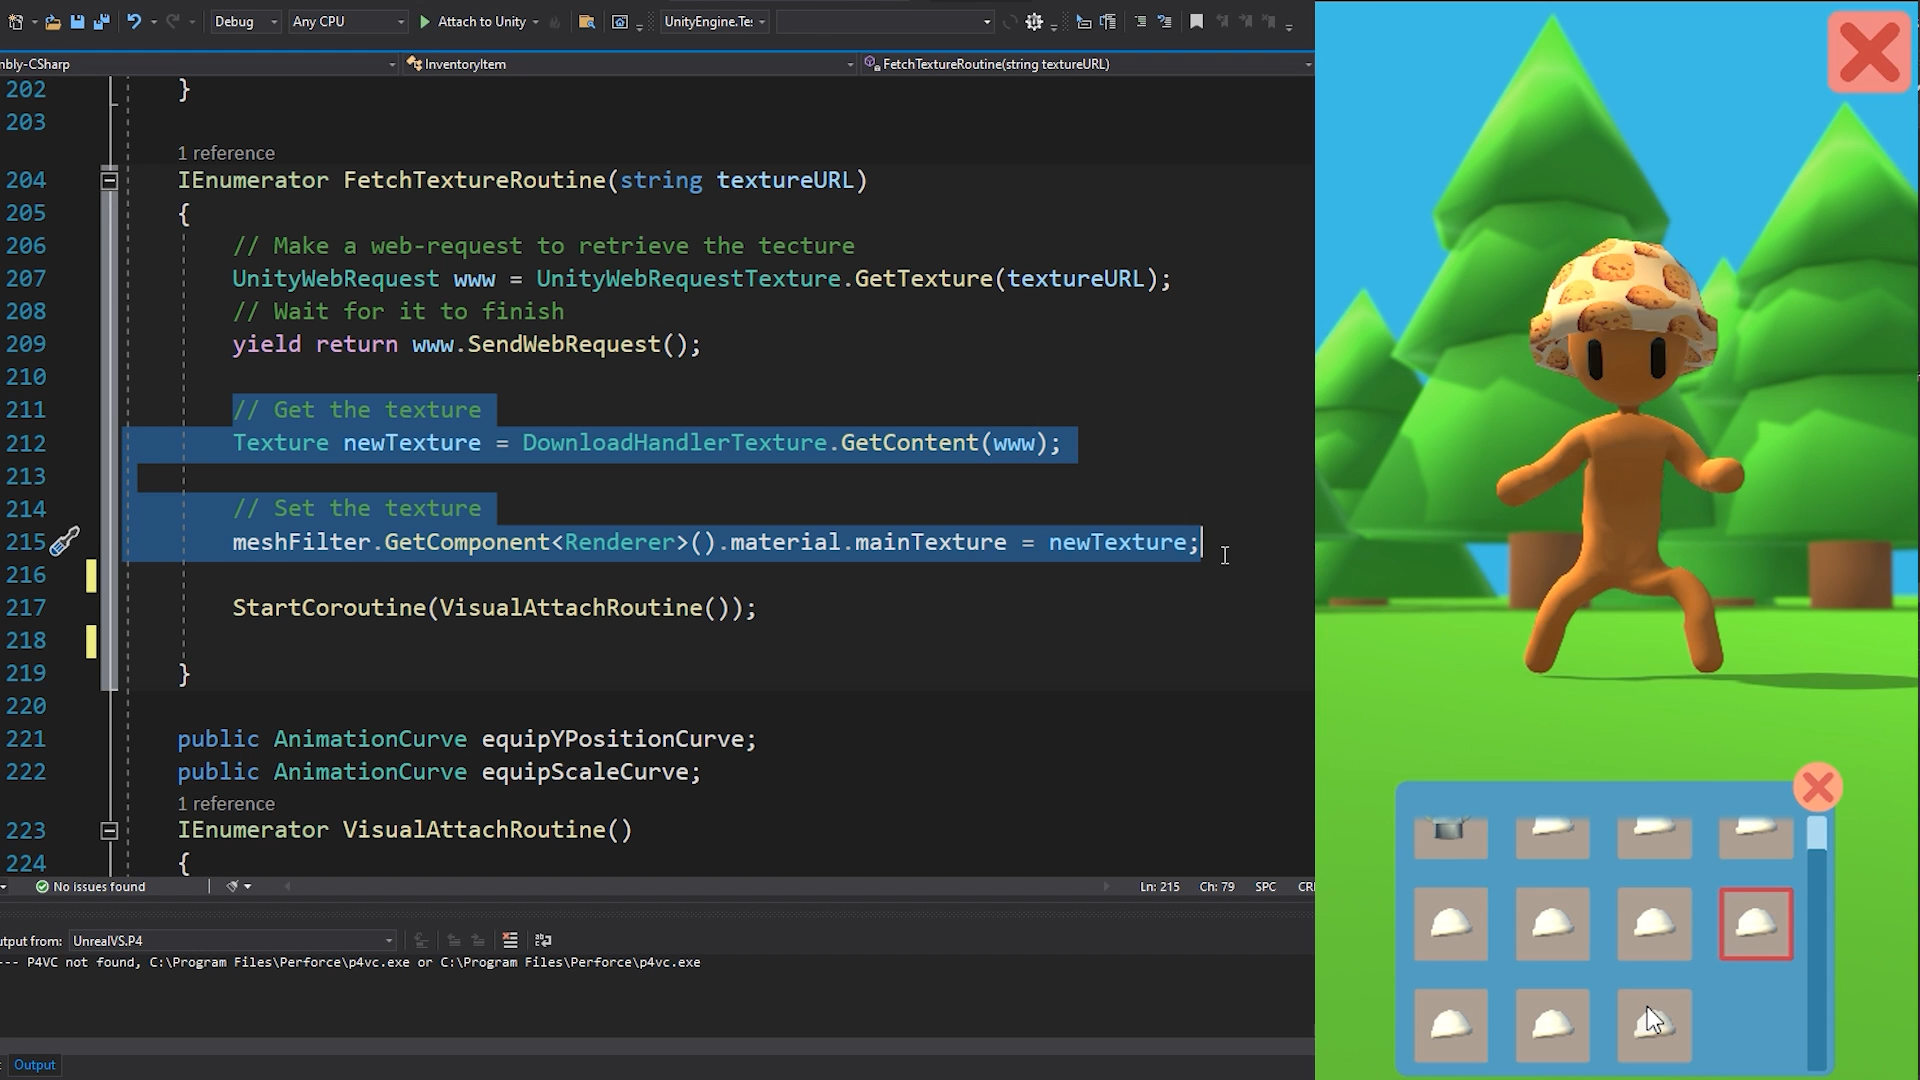 Debug
Any CPU
Attach to Unity
UnityEngine.Te
mbly-CSharp
InventoryItem
FetchTextureRoutine(string textureURL)
202 }
203
1 reference
204 IEnumerator FetchTextureRoutine(string textureURL)
205 {
206 // Make a web-request to retrieve the tecture
207 UnityWebRequest www = UnityWebRequestTexture.GetTexture(textureURL);
208 // Wait for it to finish
209 yield return www.SendWebRequest();
210
211 // Get the texture
212 Texture newTexture = DownloadHandlerTexture.GetContent(www);
213
214 // Set the texture
215 meshFilter.GetComponent<Renderer>().material.mainTexture = newTexture;
216
217 StartCoroutine(VisualAttachRoutine());
218
219 }
220
221 public AnimationCurve equipYPositionCurve;
222 public AnimationCurve equipScaleCurve;
1 reference
223 IEnumerator VisualAttachRoutine()
224 {
No issues found
Ln: 215 Ch: 79 SPC CR
utput from: UnrealVS.P4
--- P4VC not found, C:\Program Files\Perforce\p4vc.exe or C:\Program Files\Perforce\p4vc.exe
Output